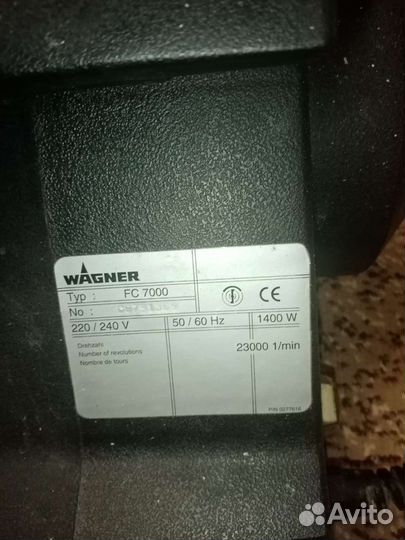 WAGNER
Typ : FC 7000
CE
No :
220 / 240 V 50 / 60 Hz 1400 W
Drehzahl
Number of revolutions 23000 1/min
Nombre de tours
P/N 0277616
Avito